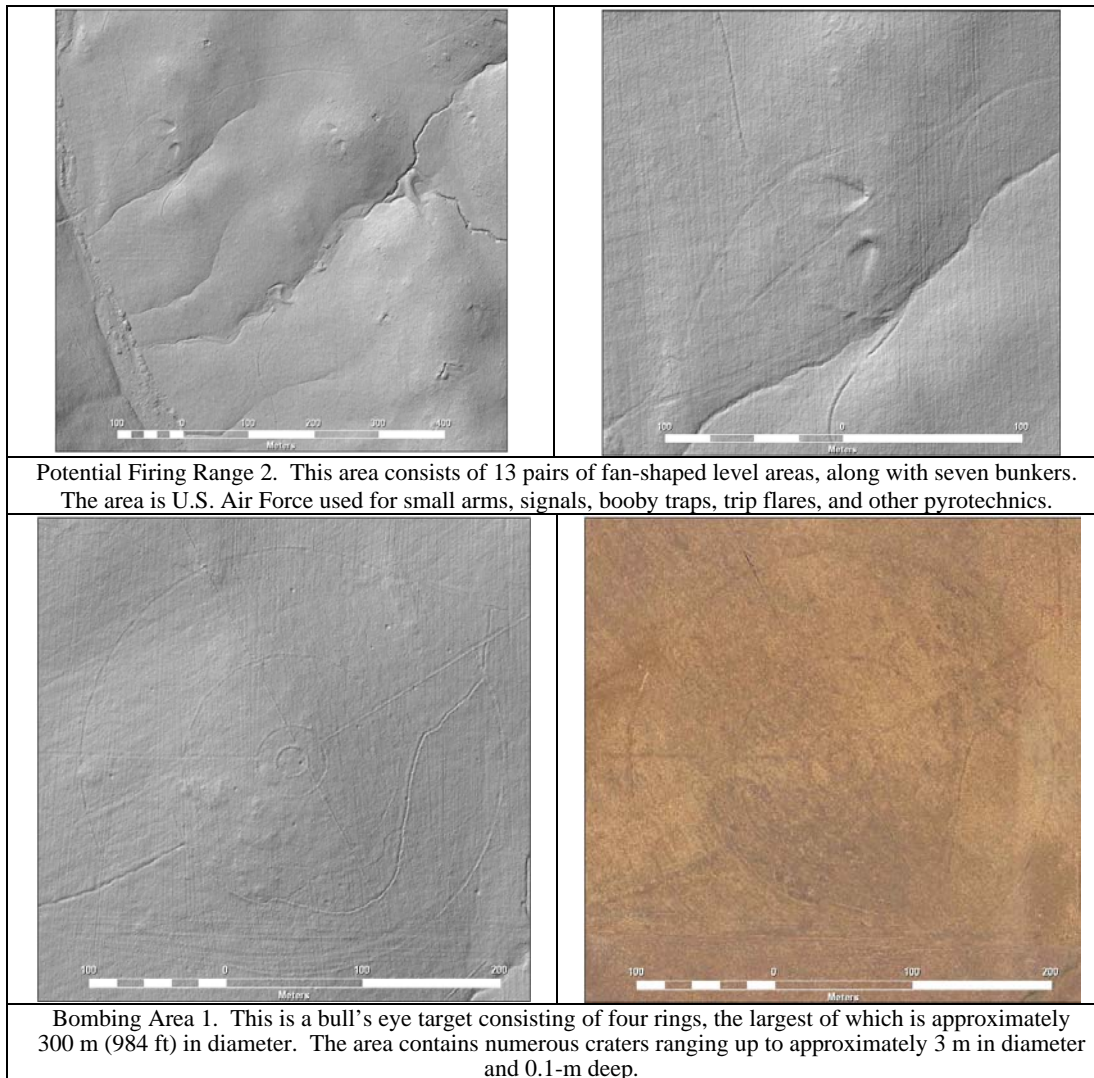 100 0 100 200 300 400
Meters
100 0 100
Meters
Potential Firing Range 2. This area consists of 13 pairs of fan-shaped level areas, along with seven bunkers.
The area is U.S. Air Force used for small arms, signals, booby traps, trip flares, and other pyrotechnics.
100 0 100 200
Meters
100 0 100 200
Meters
Bombing Area 1. This is a bull's eye target consisting of four rings, the largest of which is approximately
300 m (984 ft) in diameter. The area contains numerous craters ranging up to approximately 3 m in diameter
and 0.1-m deep.